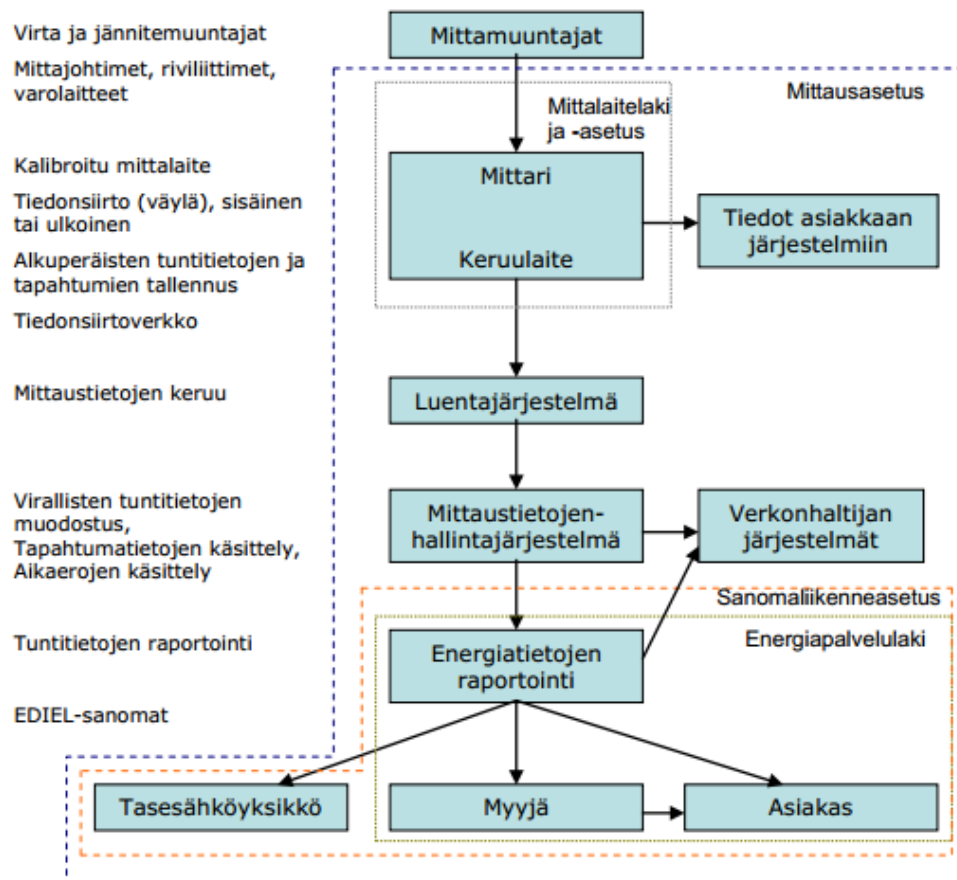 Virta ja jännitemuuntajat
Mittamuuntajat
Mittajohtimet, riviliittimet,
varolaitteet
Mittausasetus
Mittalaitelaki
ja -asetus
Kalibroitu mittalaite
Mittari
Tiedonsiirto (väylä), sisäinen
tai ulkoinen
Tiedot asiakkaan
järjestelmiin
Alkuperäisten tuntitietojen ja
tapahtumien tallennus
Keruulaite
Tiedonsiirtoverkko
Mittaustietojen keruu
Luentajärjestelmä
Virallisten tuntitietojen
muodostus,
Tapahtumatietojen käsittely,
Aikaerojen käsittely
Mittaustietojen-
hallintajärjestelmä
Verkonhaltijan
järjestelmät
Sanomaliikenneasetus
Energiapalvelulaki
Tuntitietojen raportointi
Energiatietojen
raportointi
EDIEL-sanomat
Tasesähköyksikkö
Myyjä
Asiakas